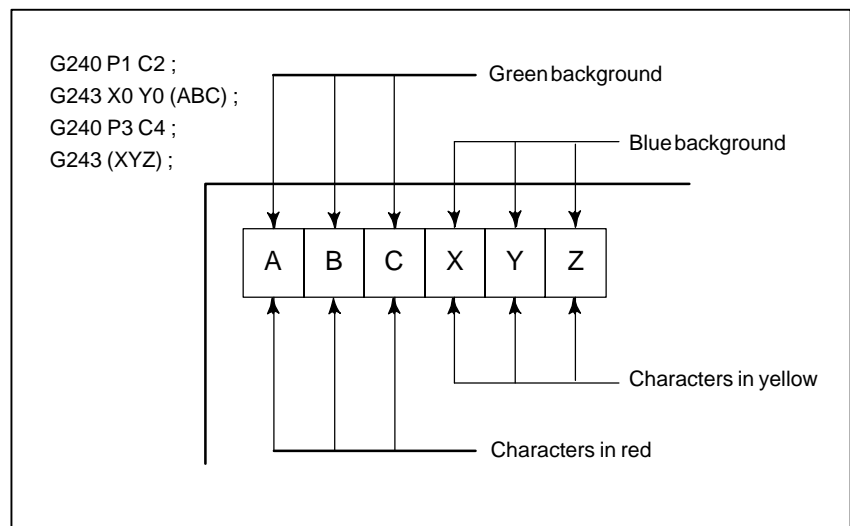 G240 P1 C2 ;
G243 X0 Y0 (ABC) ;
G240 P3 C4 ;
G243 (XYZ) ;
Green background
Blue background
A B C X Y Z
Characters in yellow
Characters in red